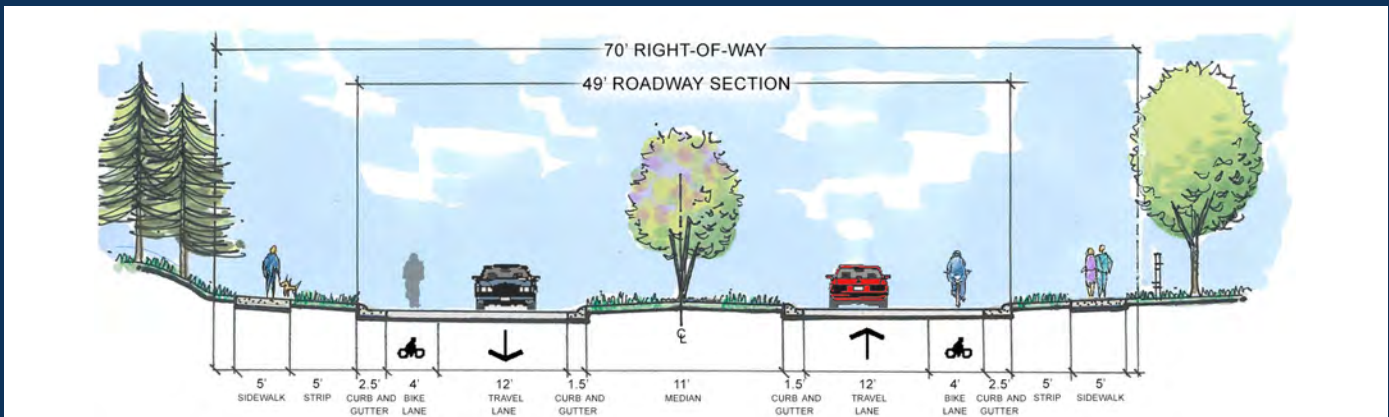 70' RIGHT-OF-WAY
49' ROADWAY SECTION
℄
5' 5' 2.5' 4' 12' 1.5' 11' 1.5' 12' 4' 2.5' 5' 5'
SIDEWALK STRIP CURB AND BIKE TRAVEL CURB AND MEDIAN CURB AND TRAVEL BIKE CURB AND STRIP SIDEWALK
GUTTER LANE LANE GUTTER GUTTER LANE LANE GUTTER